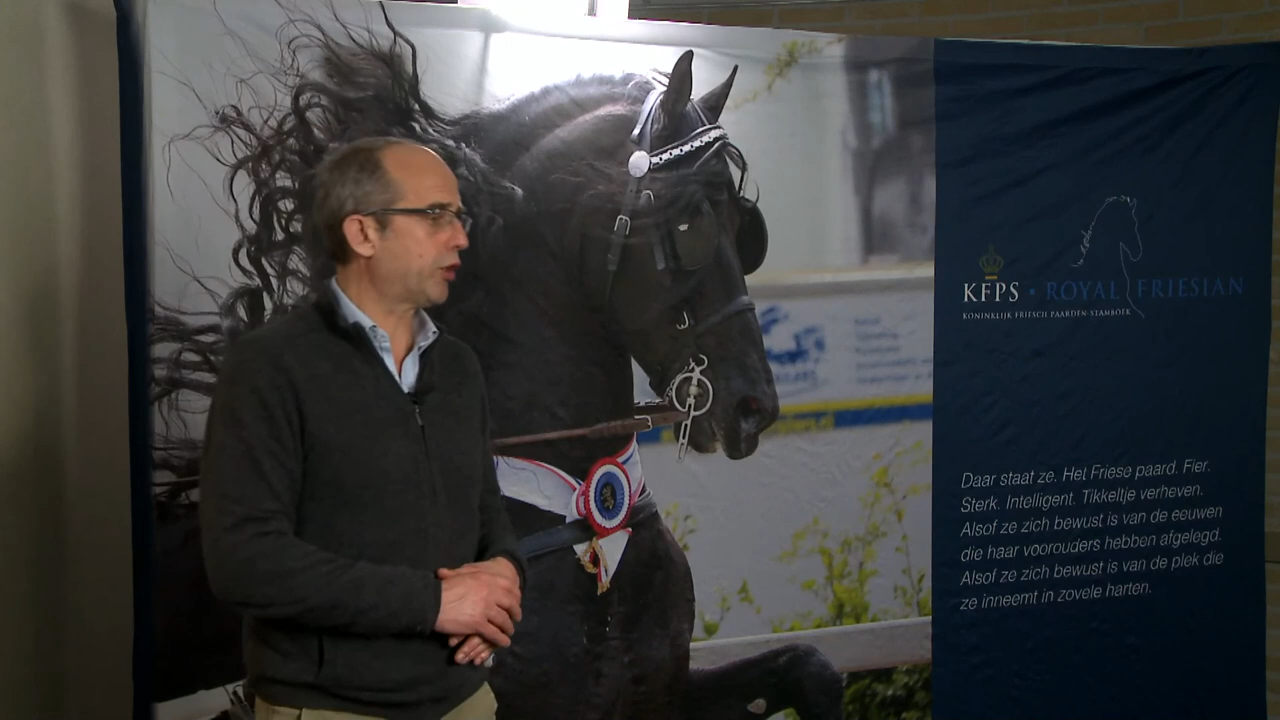 KFPS • ROYAL FRIESIAN
KONINKLIJK FRIESCH PAARDEN-STAMBOEK
Daar staat ze. Het Friese paard. Fier.
Sterk. Intelligent. Tikkeltje verheven.
Alsof ze zich bewust is van de eeuwen
die haar voorouders hebben afgelegd.
Alsof ze zich bewust is van de plek die
ze inneemt in zovele harten.